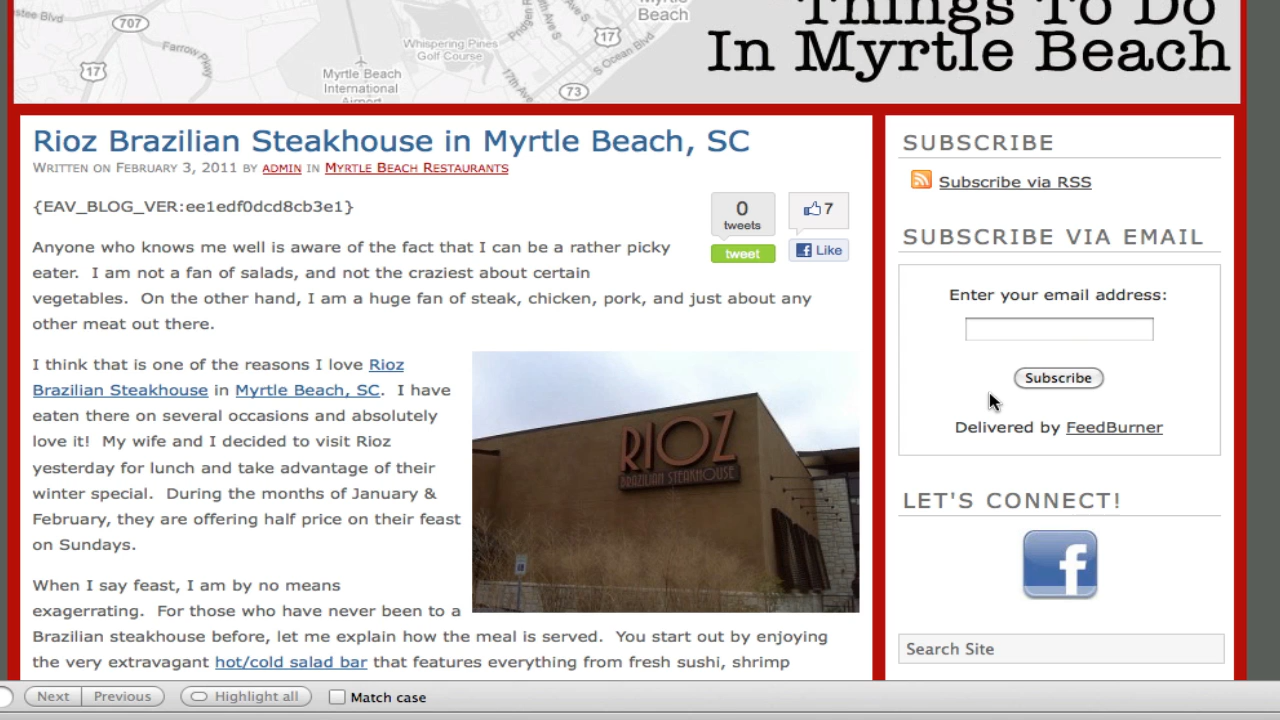 stee Blvd
707
Farrow Pkwy
17
Whispering Pines
Golf Course
Myrtle Beach
International
Airport
17th Ave S
17
S Ocean Blvd
73
Myrtle
Beach
Things To Do
In Myrtle Beach
Rioz Brazilian Steakhouse in Myrtle Beach, SC
WRITTEN ON FEBRUARY 3, 2011 BY ADMIN IN MYRTLE BEACH RESTAURANTS
{EAV_BLOG_VER:ee1edf0dcd8cb3e1}
0
tweets
tweet
7
Like
Anyone who knows me well is aware of the fact that I can be a rather picky
eater. I am not a fan of salads, and not the craziest about certain
vegetables. On the other hand, I am a huge fan of steak, chicken, pork, and just about any
other meat out there.
I think that is one of the reasons I love Rioz
Brazilian Steakhouse in Myrtle Beach, SC. I have
eaten there on several occasions and absolutely
love it! My wife and I decided to visit Rioz
yesterday for lunch and take advantage of their
winter special. During the months of January &
February, they are offering half price on their feast
on Sundays.
RIOZ
BRAZILIAN STEAKHOUSE
When I say feast, I am by no means
exaggerating. For those who have never been to a
Brazilian steakhouse before, let me explain how the meal is served. You start out by enjoying
the very extravagant hot/cold salad bar that features everything from fresh sushi, shrimp
SUBSCRIBE
Subscribe via RSS
SUBSCRIBE VIA EMAIL
Enter your email address:
Subscribe
Delivered by FeedBurner
LET'S CONNECT!
f
Search Site
Next
Previous
Highlight all
Match case